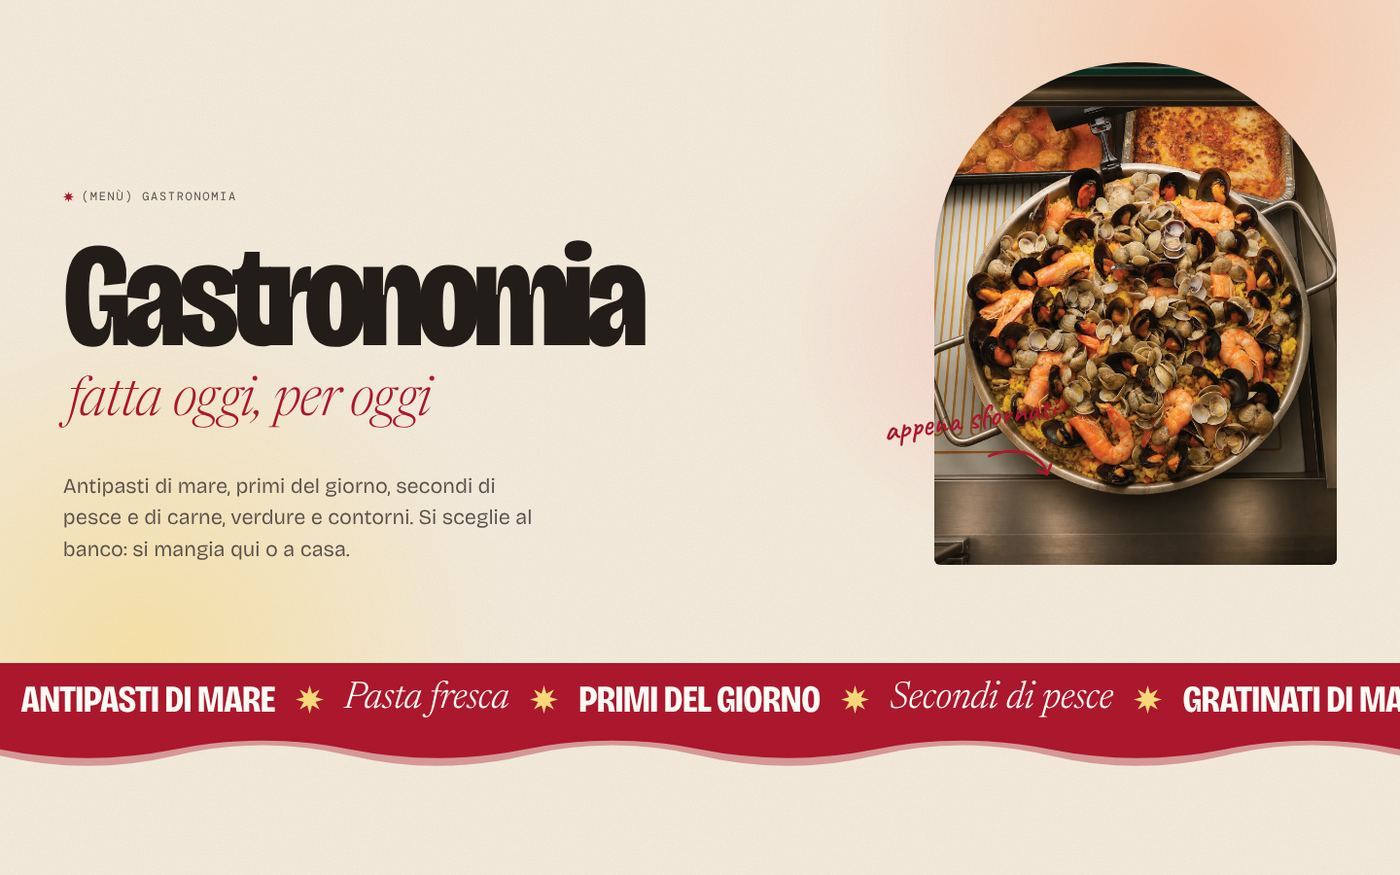 (MENÙ) GASTRONOMIA
Gastronomia
fatta oggi, per oggi
Antipasti di mare, primi del giorno, secondi di
pesce e di carne, verdure e contorni. Si sceglie al
banco: si mangia qui o a casa.
appena sfornata
ANTIPASTI DI MARE Pasta fresca PRIMI DEL GIORNO Secondi di pesce GRATINATI DI MA